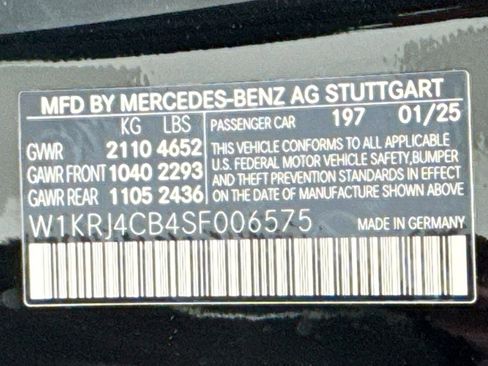 MFD BY MERCEDES-BENZ AG STUTTGART
KG LBS PASSENGER CAR 197 01/25
GVWR 2110 4652
GAWR FRONT 1040 2293
GAWR REAR 1105 2436
THIS VEHICLE CONFORMS TO ALL APPLICABLE
U.S. FEDERAL MOTOR VEHICLE SAFETY, BUMPER
AND THEFT PREVENTION STANDARDS IN EFFECT
ON THE DATE OF MANUFACTURE SHOWN ABOVE.
W1KRJ4CB4SF006575 MADE IN GERMANY